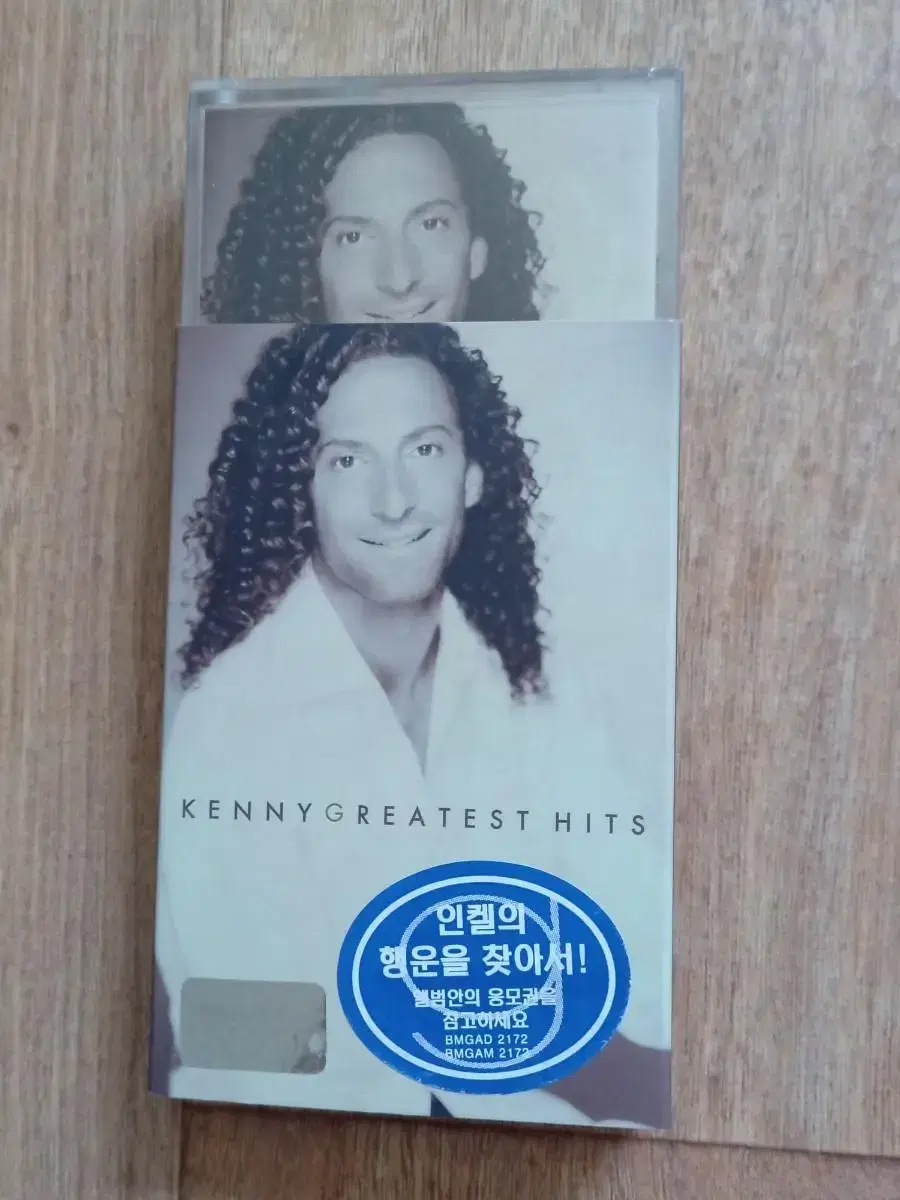 KENNYGREATEST HITS
인켈의
행운을 찾아서!
앨범안의 응모권을
참고하세요
BMGAD 2172
BMGAM 2172